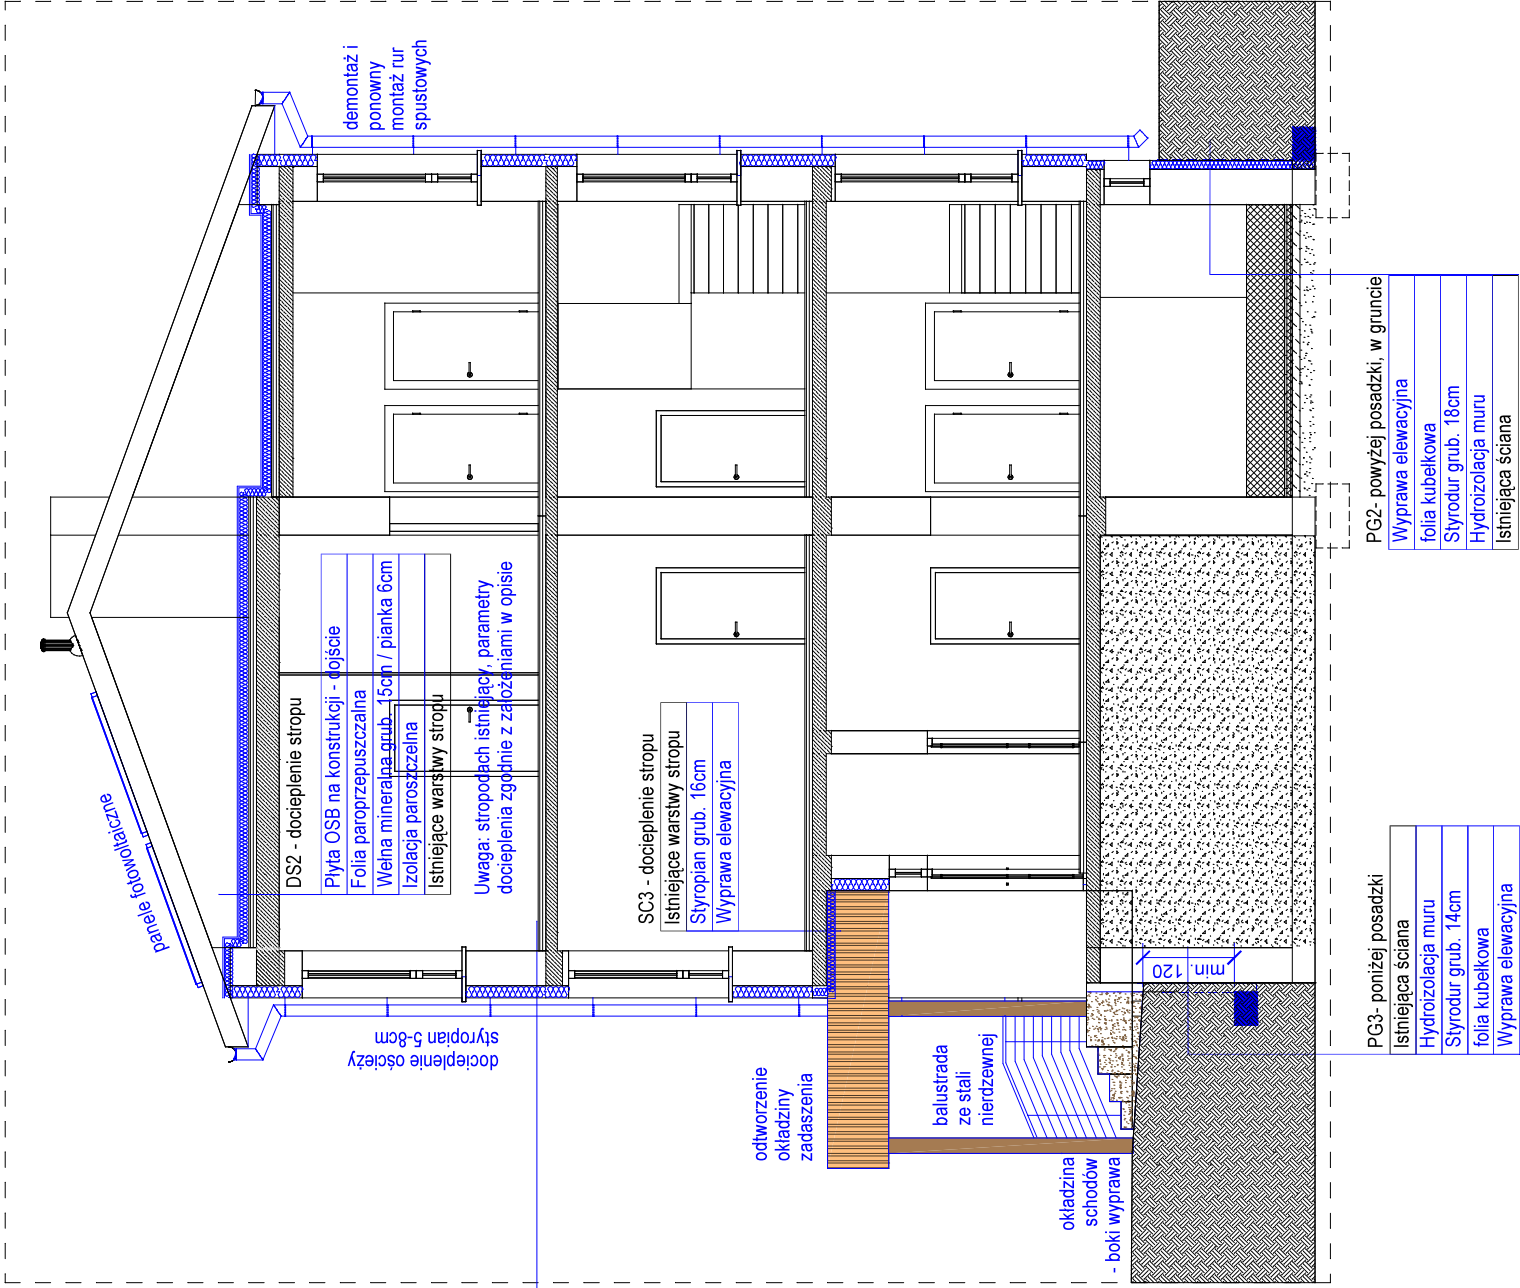 panele fotowoltaiczne
demontaż i
ponowny
montaż rur
spustowych
DS2 - docieplenie stropu
Płyta OSB na konstrukcji - dojście
Folia paroprzepuszczalna
Wełna mineralna grub. 15cm / pianka 6cm
Izolacja paroszczelna
Istniejące warstwy stropu
Uwaga: stropodach istniejący, parametry
docieplenia zgodnie z założeniami w opisie
SC3 - docieplenie stropu
Istniejące warstwy stropu
Styropian grub. 16cm
Wyprawa elewacyjna
docieplenie ościeży
styropian 5-8cm
odtworzenie
okładziny
zadaszenia
balustrada
ze stali
nierdzewnej
okładzina
schodów
- boki wyprawa
min. 120
PG2- powyżej posadzki, w gruncie
Wyprawa elewacyjna
folia kubełkowa
Styrodur grub. 18cm
Hydroizolacja muru
Istniejąca ściana
PG3- poniżej posadzki
Istniejąca ściana
Hydroizolacja muru
Styrodur grub. 14cm
folia kubełkowa
Wyprawa elewacyjna